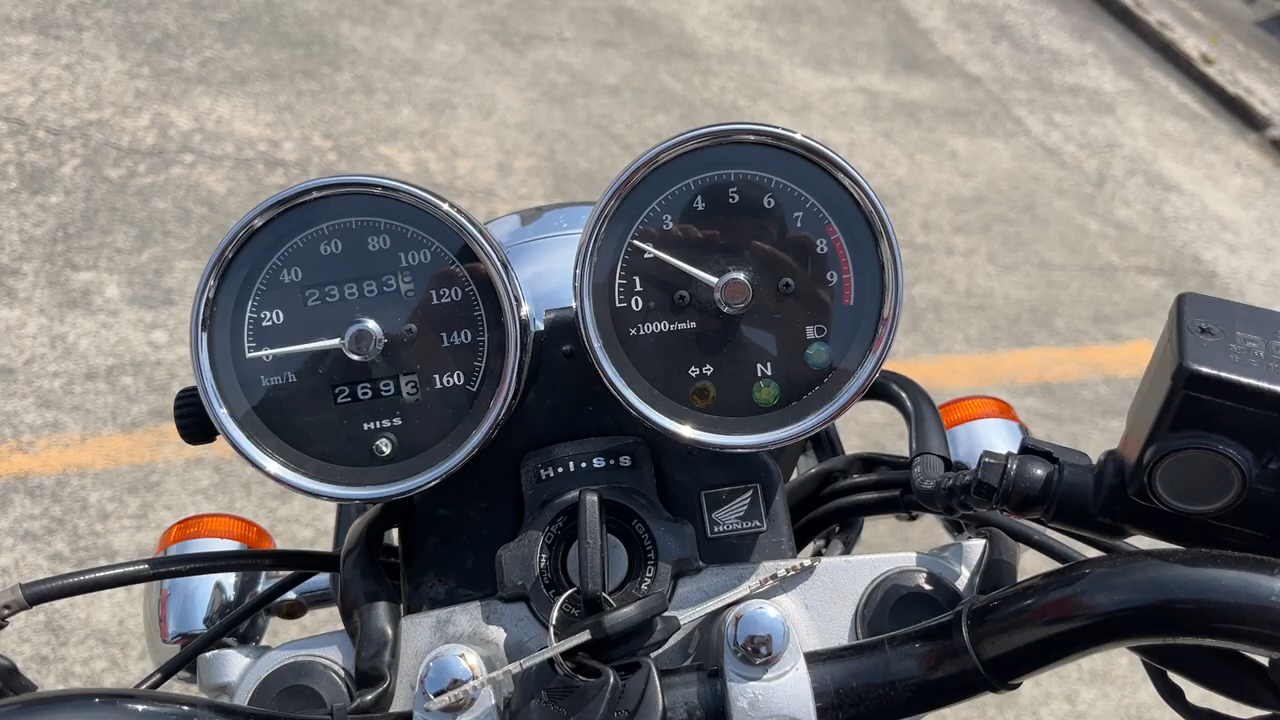 20
40
60
80
100
120
140
160
0
23883
km/h
2693
HISS
0
1
2
3
4
5
6
7
8
9
×1000r/min
N
H·I·S·S
IGNITION
OFF
PUSH
LOCK
HONDA